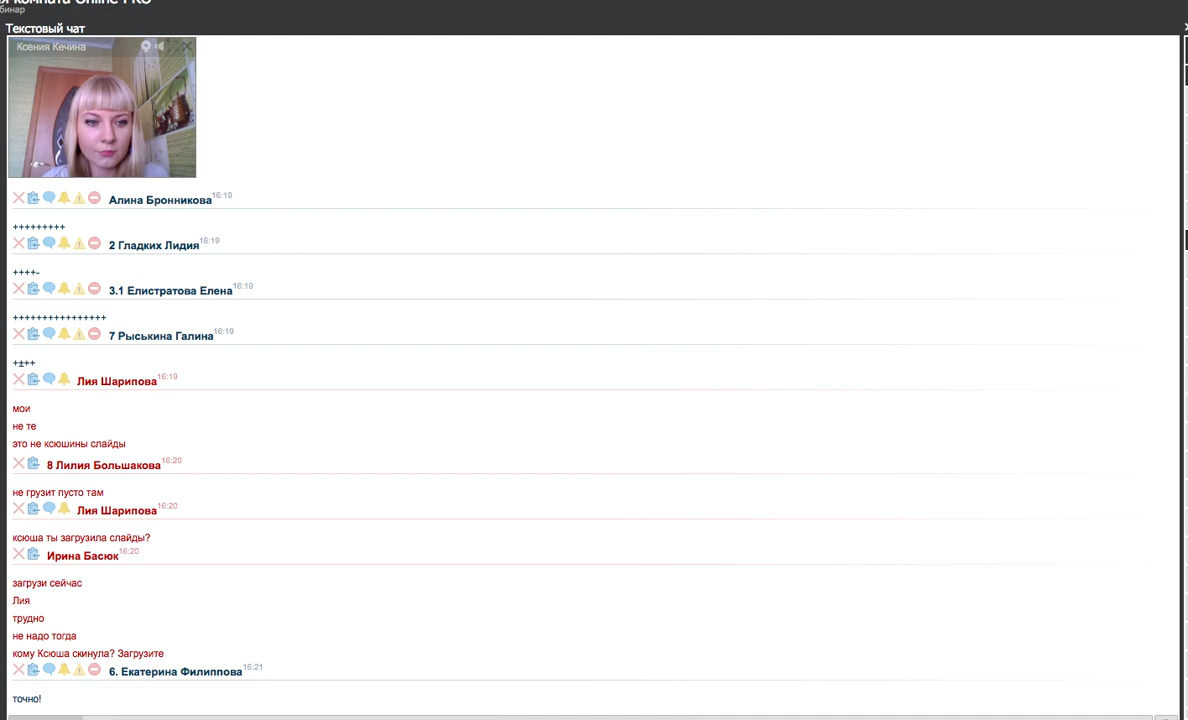 комната Online PRO
бинар
Текстовый чат
Ксения Кечина
Алина Бронникова 16:19
+++++++++
2 Гладких Лидия 16:19
++++-
3.1 Елистратова Елена 16:19
++++++++++++++++
7 Рыськина Галина 16:19
+±++
Лия Шарипова 16:19
мои
не те
это не ксюшины слайды
8 Лилия Большакова 16:20
не грузит пусто там
Лия Шарипова 16:20
ксюша ты загрузила слайды?
Ирина Басюк 16:20
загрузи сейчас
Лия
трудно
не надо тогда
кому Ксюша скинула? Загрузите
6. Екатерина Филиппова 16:21
точно!